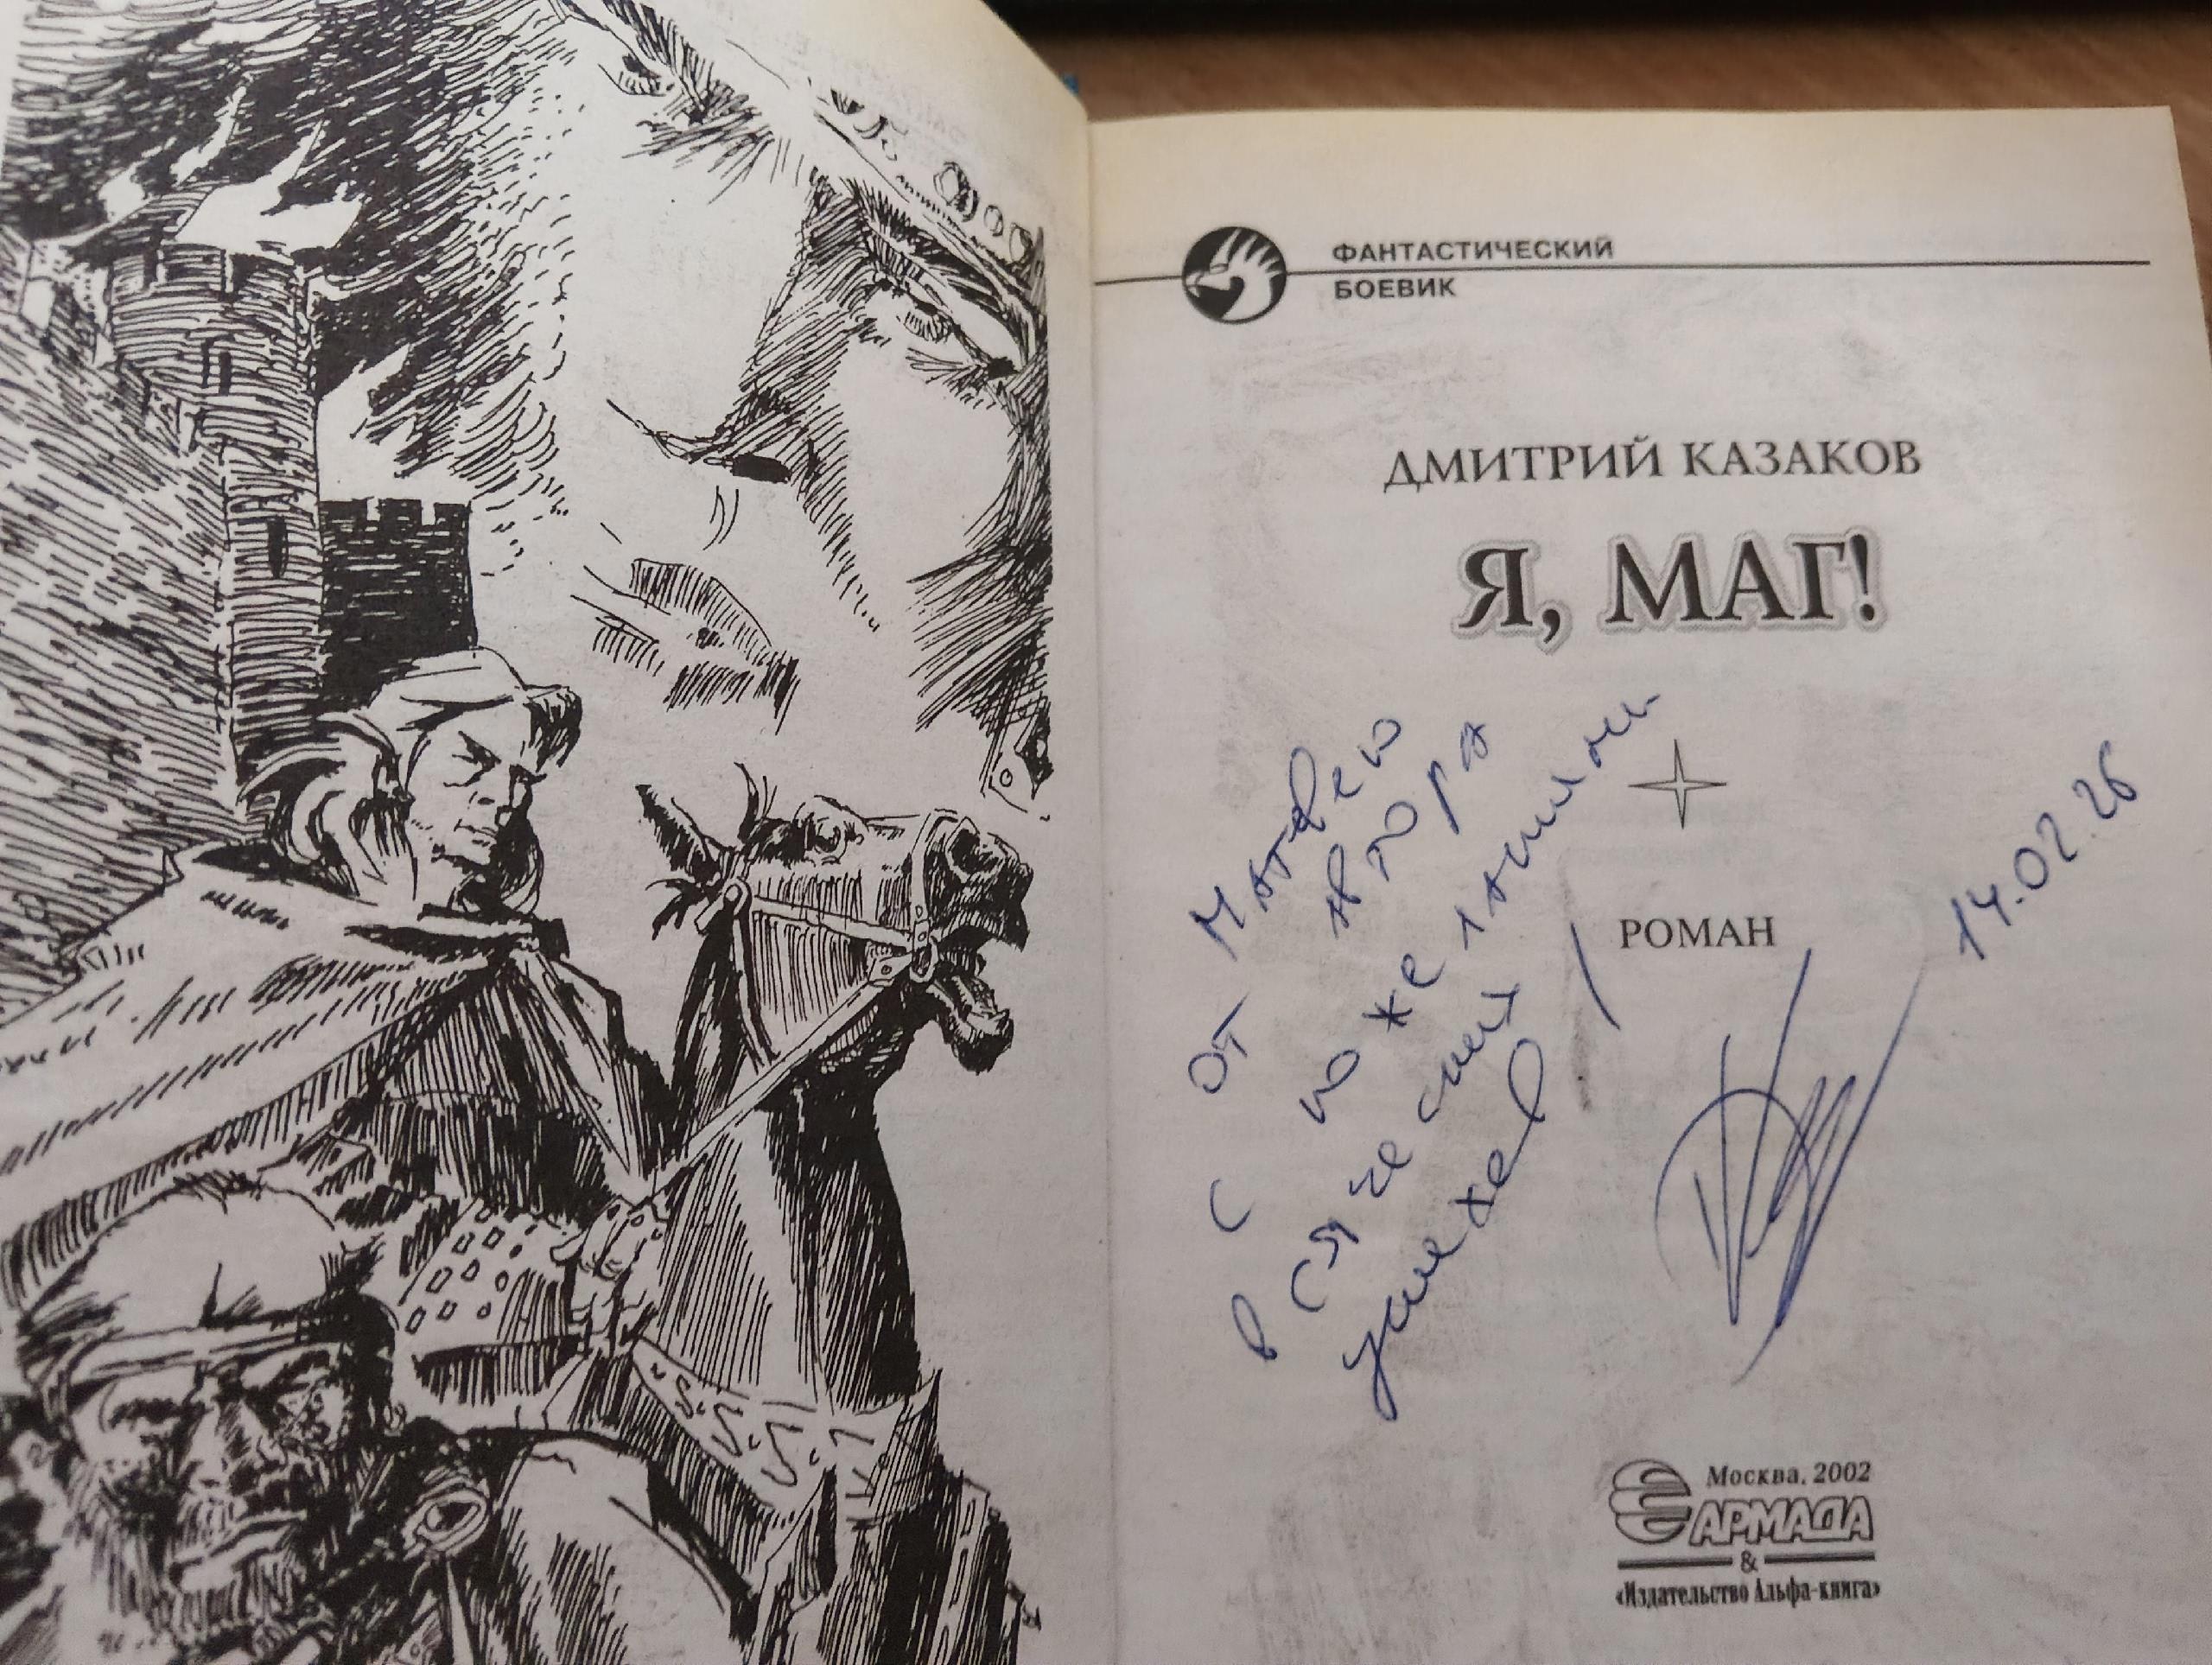 ФАНТАСТИЧЕСКИЙ
БОЕВИК
ДМИТРИЙ КАЗАКОВ
Я, МАГ!
Матвею
от автора
с пожеланием
всяческих
успехов!
14.02.26
РОМАН
Москва, 2002
АРМАДА
&
«Издательство Альфа-книга»